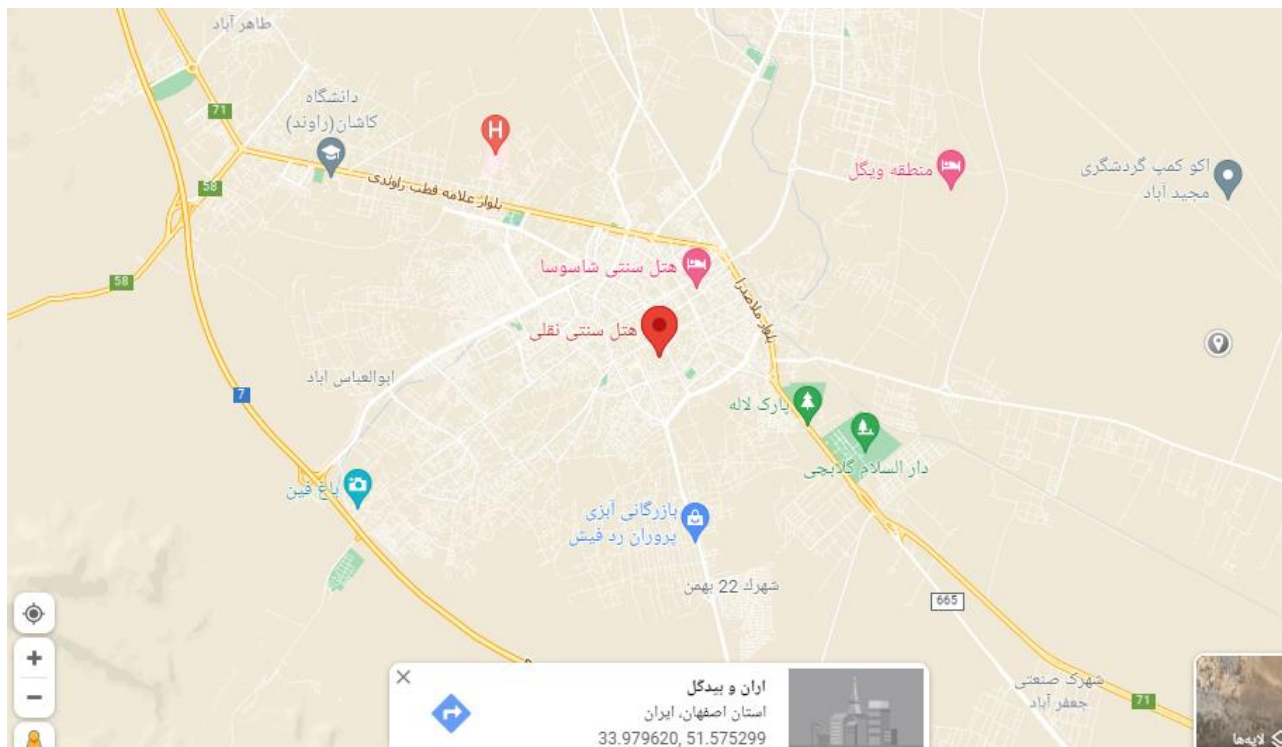 طاهر آباد
71
دانشگاه
کاشان(راوند)
H
58
بلوار علامه قطب راوندی
منطقه ویگل
اکو کمپ گردشگری
مجید آباد
58
هتل سنتی شاسوسا
بلوار ملاصدرا
هتل سنتی نقلی
ابوالعباس اباد
7
پارک لاله
دار السلام گلابچی
باغ فین
بازرگانی آبزی
پروران رد فیش
شهرك 22 بهمن
665
شهرک صنعتی
جعفر آباد
71
اران و بیدگل
استان اصفهان، ایران
33.979620, 51.575299
لایه‌ها